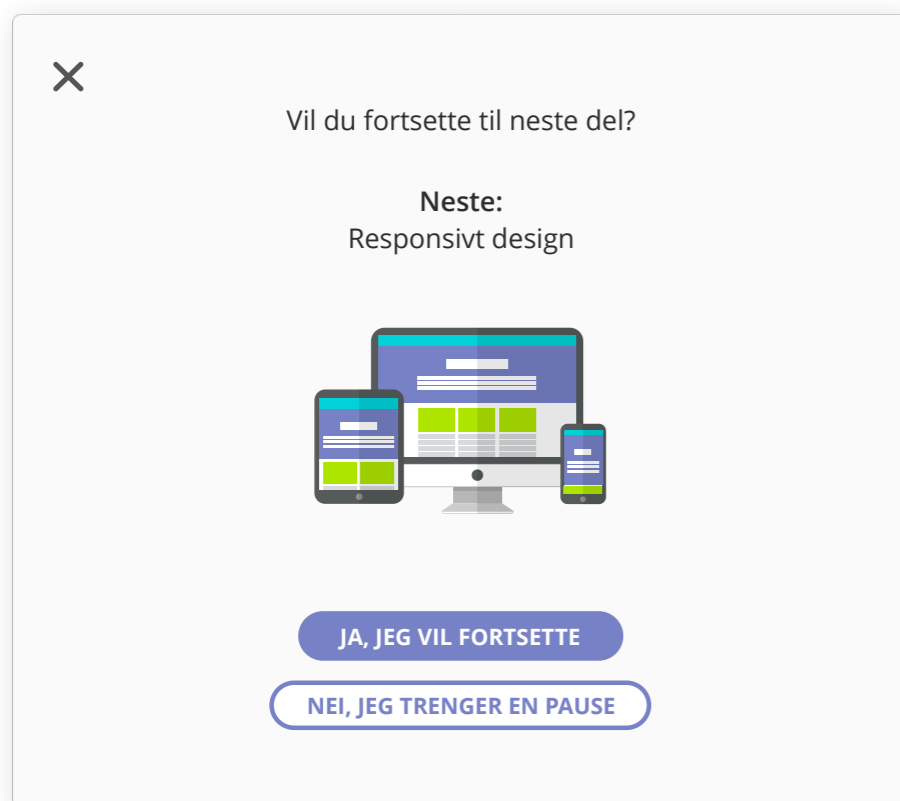 Vil du fortsette til neste del?
Neste:
Responsivt design
JA, JEG VIL FORTSETTE
NEI, JEG TRENGER EN PAUSE